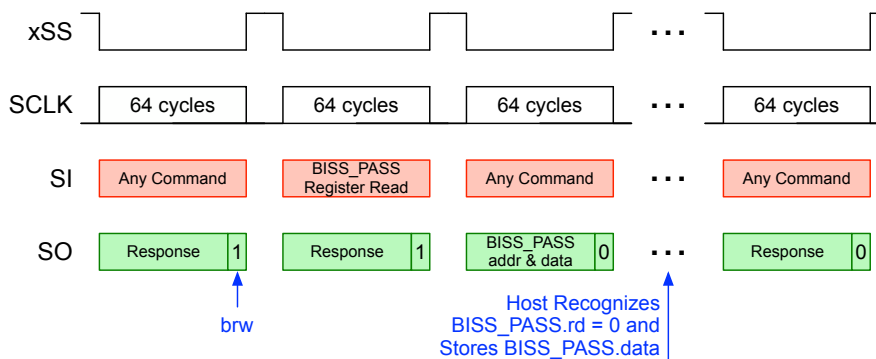 xSS
...
SCLK 64 cycles 64 cycles 64 cycles ... 64 cycles
SI Any Command BISS_PASS Register Read Any Command ... Any Command
SO Response 1 Response 1 BISS_PASS addr & data 0 ... Response 0
brw
Host Recognizes
BISS_PASS.rd = 0 and
Stores BISS_PASS.data